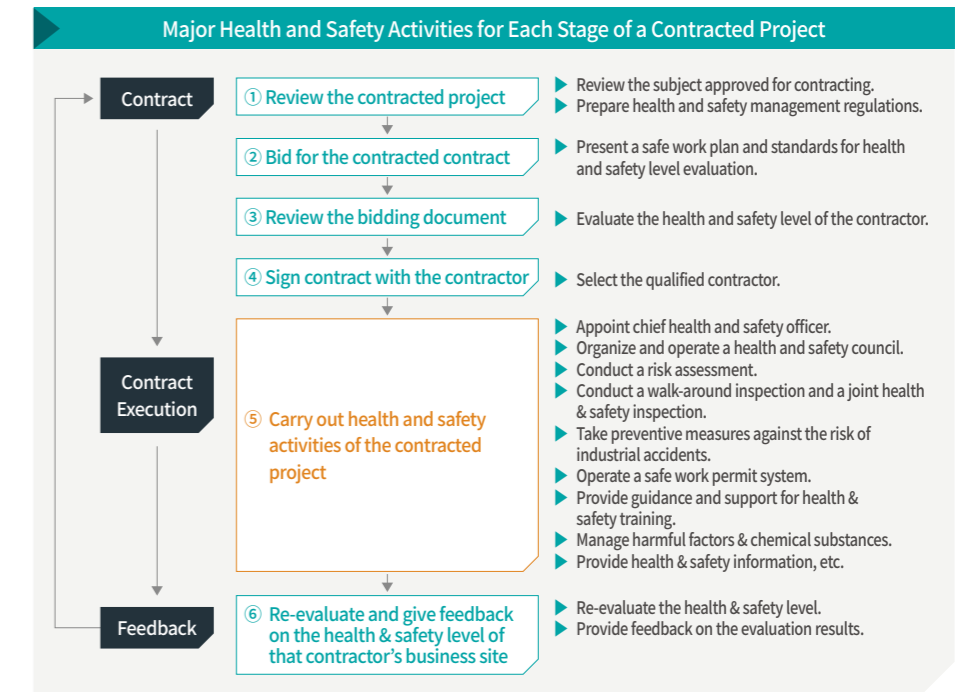 Major Health and Safety Activities for Each Stage of a Contracted Project
Contract
① Review the contracted project
▶ Review the subject approved for contracting.
▶ Prepare health and safety management regulations.
② Bid for the contracted contract
▶ Present a safe work plan and standards for health
and safety level evaluation.
③ Review the bidding document
▶ Evaluate the health and safety level of the contractor.
④ Sign contract with the contractor
▶ Select the qualified contractor.
Contract
Execution
⑤ Carry out health and safety
activities of the contracted
project
▶ Appoint chief health and safety officer.
▶ Organize and operate a health and safety council.
▶ Conduct a risk assessment.
▶ Conduct a walk-around inspection and a joint health
& safety inspection.
▶ Take preventive measures against the risk of
industrial accidents.
▶ Operate a safe work permit system.
▶ Provide guidance and support for health &
safety training.
▶ Manage harmful factors & chemical substances.
▶ Provide health & safety information, etc.
Feedback
⑥ Re-evaluate and give feedback
on the health & safety level of
that contractor's business site
▶ Re-evaluate the health & safety level.
▶ Provide feedback on the evaluation results.